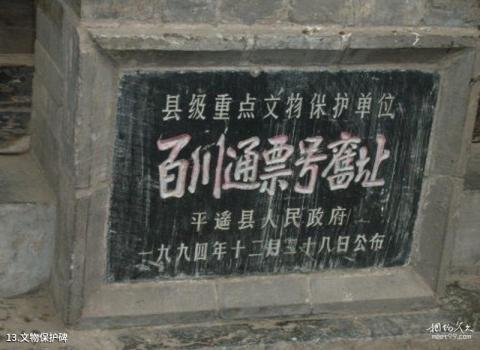 县级重点文物保护单位
百川通票号舊址
平遥县人民政府
一九九四年十二月二十八日公布
13.文物保护碑